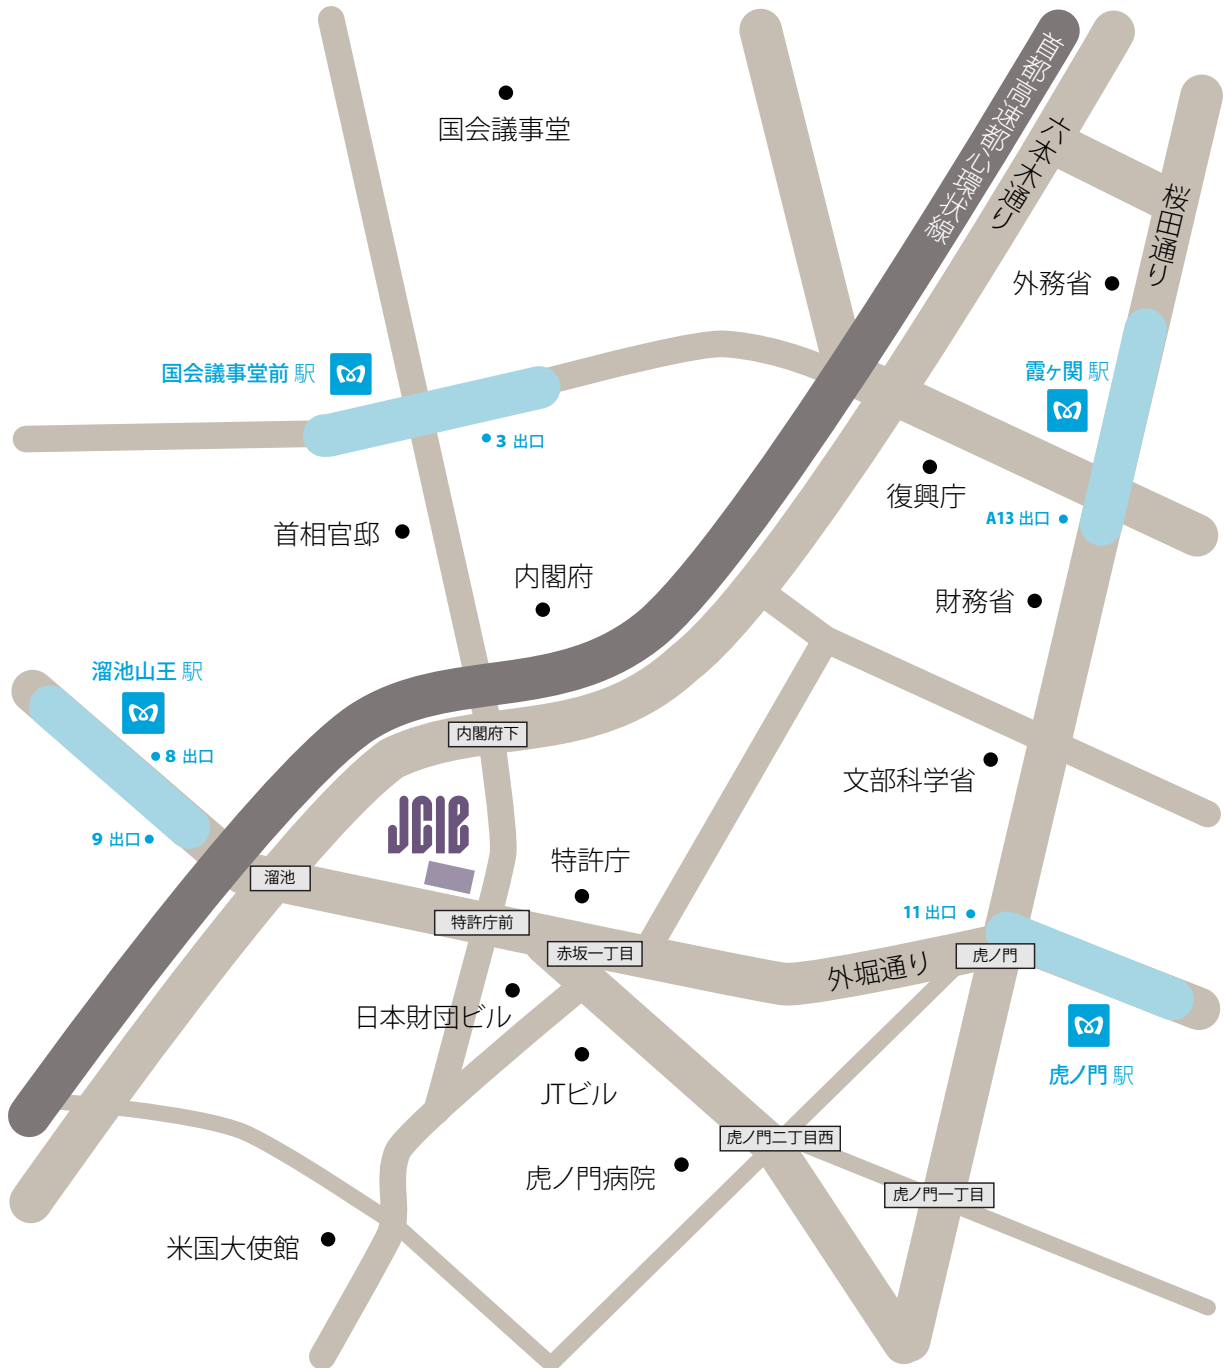 首都高速都心環状線
六本木通り
国会議事堂
桜田通り
外務省
国会議事堂前 駅
霞ヶ関 駅
3 出口
復興庁
A13 出口
首相官邸
内閣府
財務省
溜池山王 駅
内閣府下
8 出口
文部科学省
JCIE
9 出口
特許庁
溜池
11 出口
特許庁前
赤坂一丁目
虎ノ門
外堀通り
日本財団ビル
虎ノ門 駅
JTビル
虎ノ門二丁目西
虎ノ門病院
虎ノ門一丁目
米国大使館